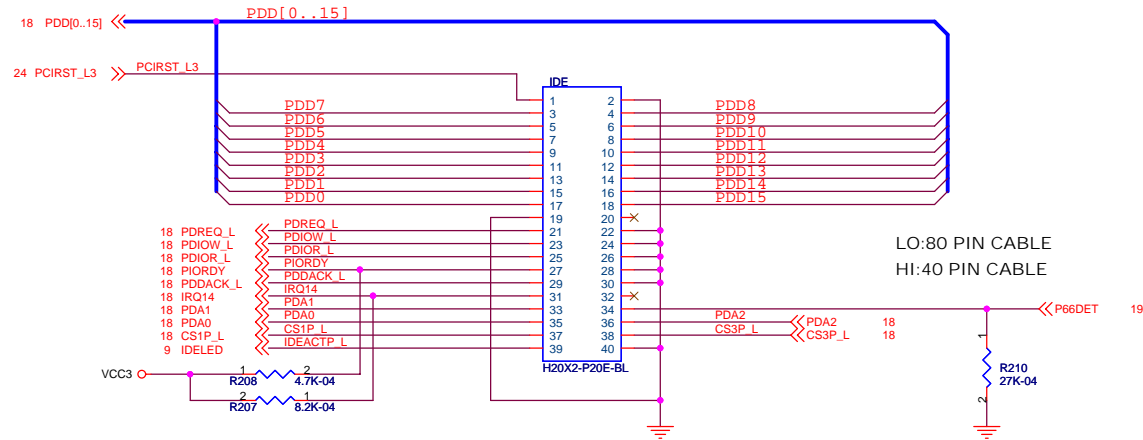 PDD[0..15]
18 PDD[0..15]
24 PCIRST_L3 PCIRST_L3
IDE
1 2
PDD7 3 4 PDD8
PDD6 5 6 PDD9
PDD5 7 8 PDD10
PDD4 9 10 PDD11
PDD3 11 12 PDD12
PDD2 13 14 PDD13
PDD1 15 16 PDD14
PDD0 17 18 PDD15
19 20
18 PDREQ_L PDREQ_L 21 22
18 PDIOW_L PDIOW_L 23 24
18 PDIOR_L PDIOR_L 25 26
18 PIORDY PIORDY 27 28
18 PDDACK_L PDDACK_L 29 30
18 IRQ14 IRQ14 31 32
18 PDA1 PDA1 33 34 P66DET 19
18 PDA0 PDA0 35 36 PDA2 PDA2 18
18 CS1P_L CS1P_L 37 38 CS3P_L CS3P_L 18
9 IDELED IDEACTP_L 39 40
H20X2-P20E-BL
LO:80 PIN CABLE
HI:40 PIN CABLE
VCC3
1 2
R208 4.7K-04
2 1
R207 8.2K-04
1
R210
27K-04
2